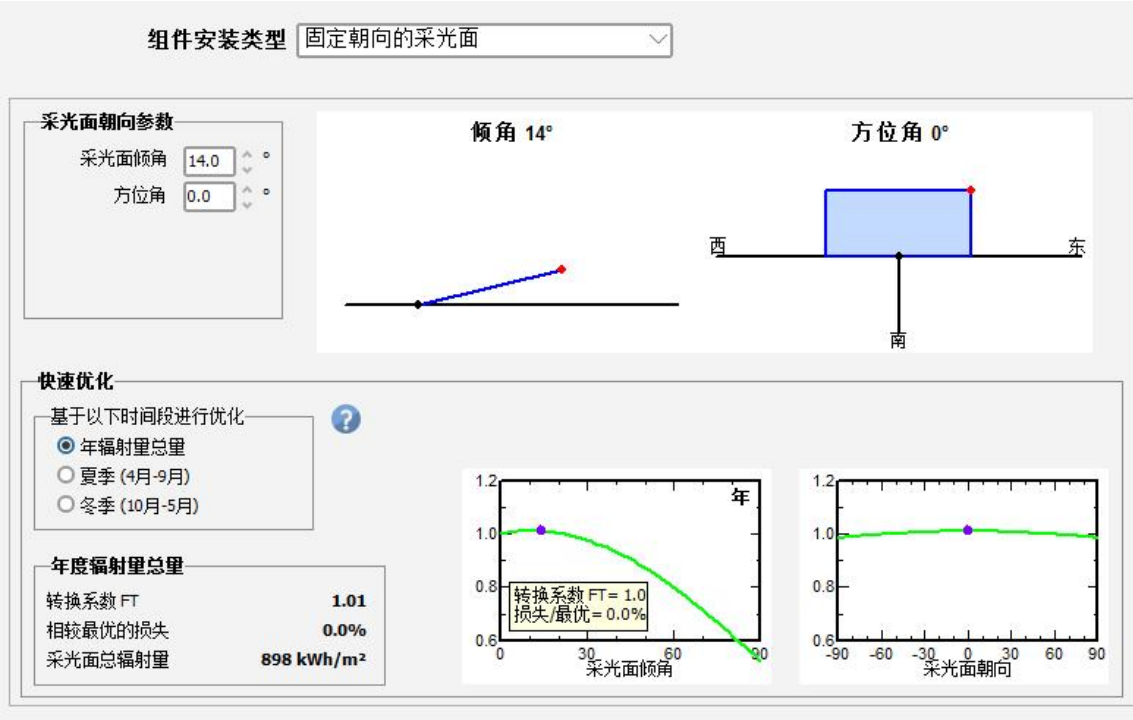 组件安装类型 固定朝向的采光面
采光面朝向参数
采光面倾角 14.0 °
方位角 0.0 °
倾角 14°
方位角 0°
西
东
南
快速优化
基于以下时间段进行优化
年辐射量总量
夏季 (4月-9月)
冬季 (10月-5月)
?
年度辐射量总量
转换系数 FT 1.01
相较最优的损失 0.0%
采光面总辐射量 898 kWh/m²
年
1.2
1.0
0.8
0.6
转换系数 FT= 1.0
损失/最优= 0.0%
0 30 60 90
采光面倾角
1.2
1.0
0.8
0.6
-90 -60 -30 0 30 60 90
采光面朝向